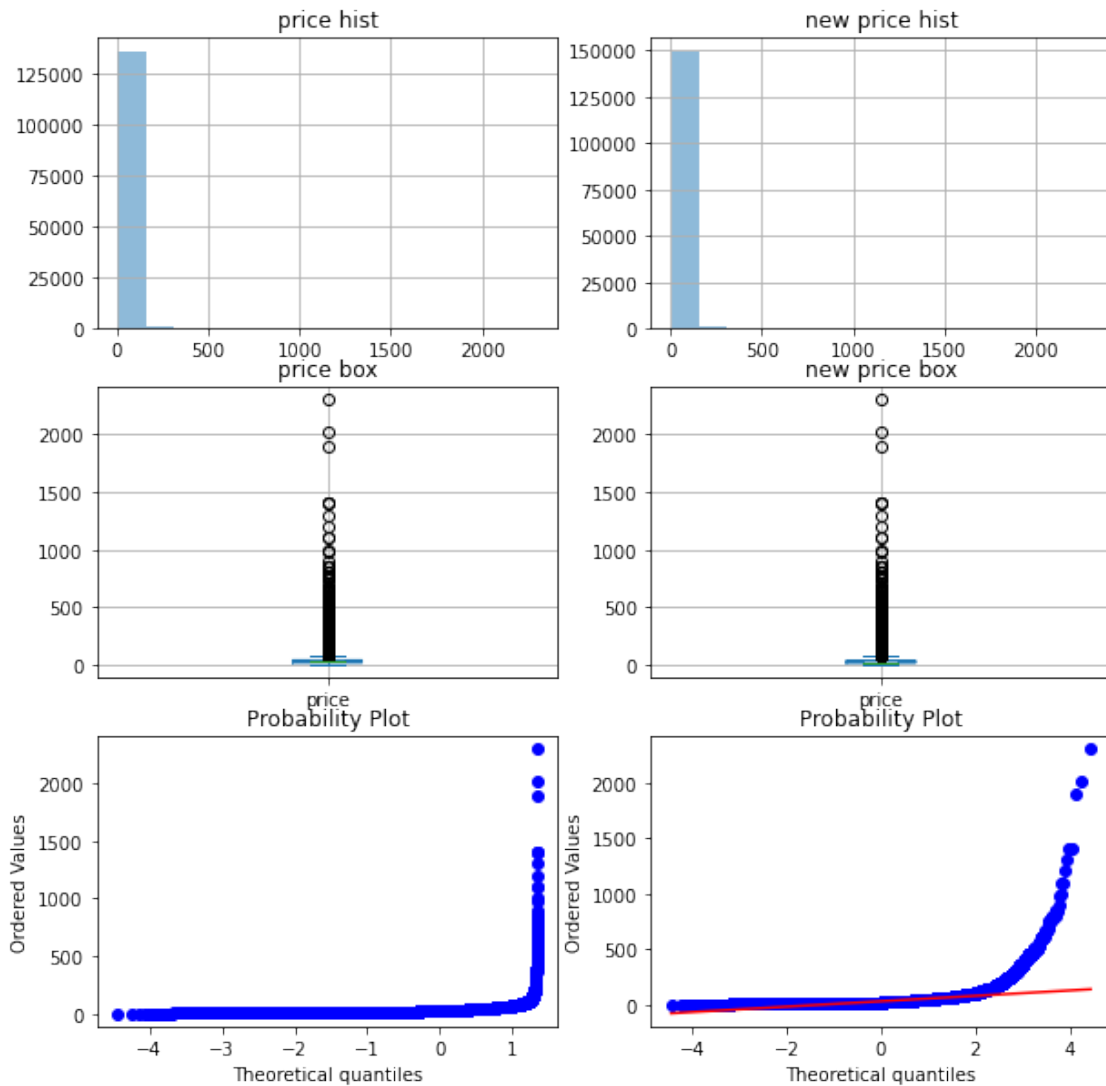 price hist
125000
100000
75000
50000
25000
0
0 500 1000 1500 2000
new price hist
150000
125000
100000
75000
50000
25000
0
0 500 1000 1500 2000
price box
2000
1500
1000
500
0
price
new price box
2000
1500
1000
500
0
price
Probability Plot
Ordered Values
2000
1500
1000
500
0
−4 −3 −2 −1 0 1
Theoretical quantiles
Probability Plot
Ordered Values
2000
1500
1000
500
0
−4 −2 0 2 4
Theoretical quantiles